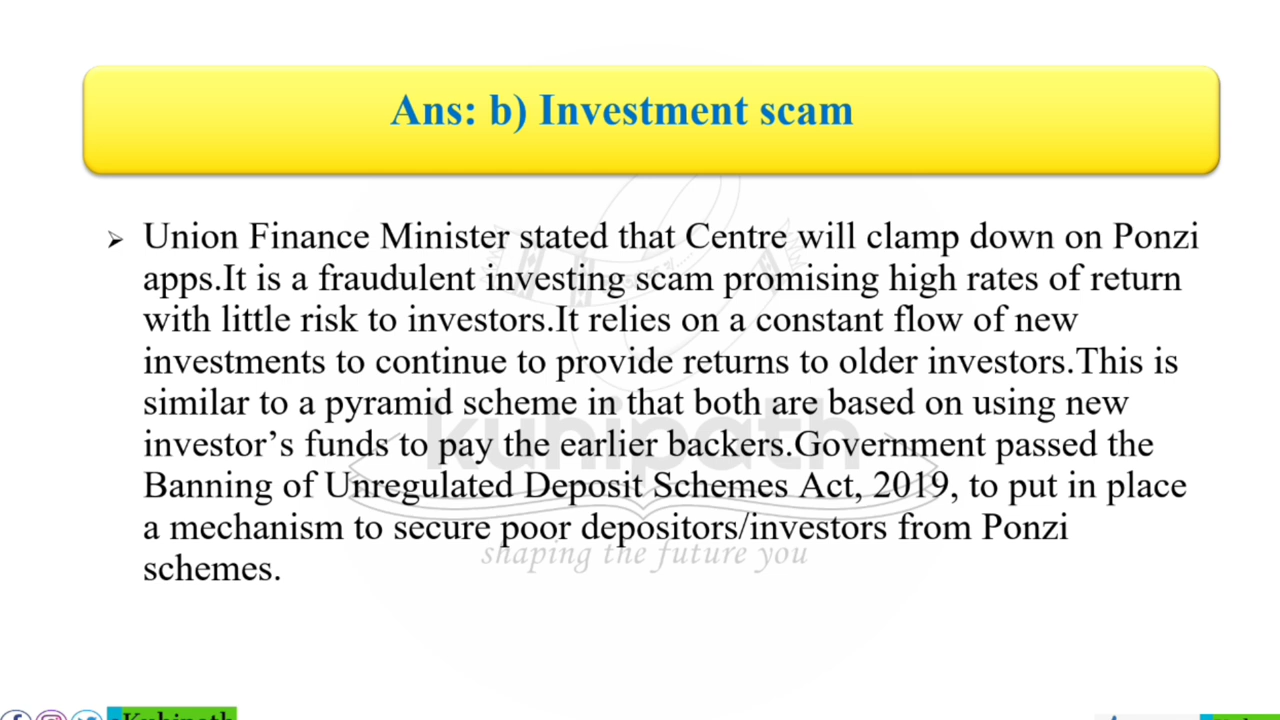 Ans: b) Investment scam
➢ Union Finance Minister stated that Centre will clamp down on Ponzi
apps.It is a fraudulent investing scam promising high rates of return
with little risk to investors.It relies on a constant flow of new
investments to continue to provide returns to older investors.This is
similar to a pyramid scheme in that both are based on using new
investor’s funds to pay the earlier backers.Government passed the
Banning of Unregulated Deposit Schemes Act, 2019, to put in place
a mechanism to secure poor depositors/investors from Ponzi
schemes.
kunipath
shaping the future you